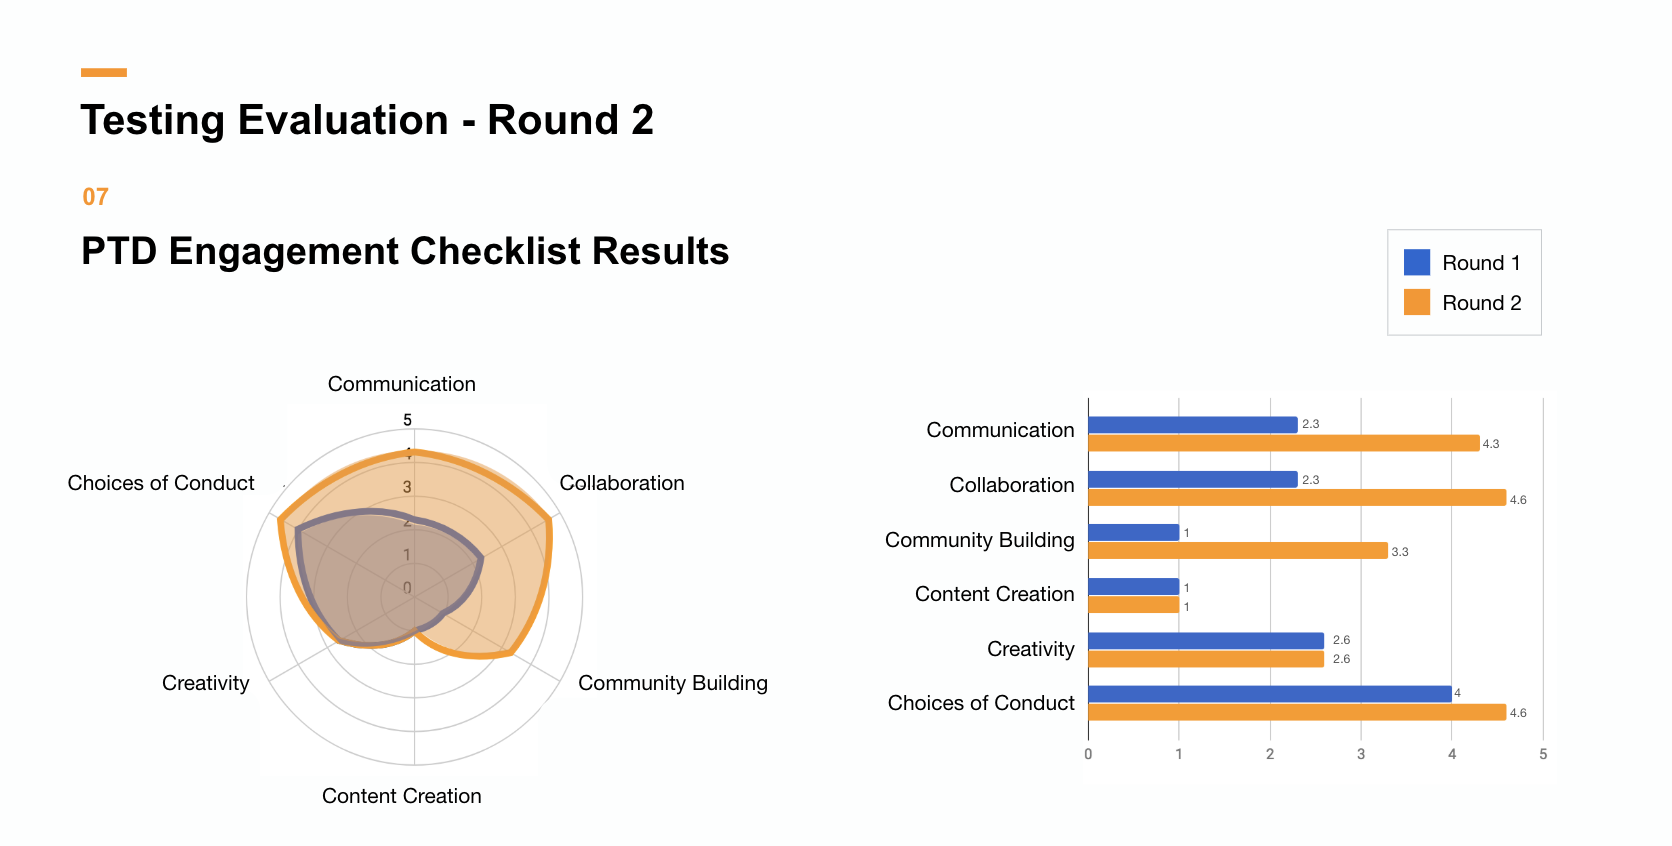 Testing Evaluation - Round 2
07
PTD Engagement Checklist Results
Round 1
Round 2
Communication
5
4
3
2
1
0
Choices of Conduct
Collaboration
Creativity
Community Building
Content Creation
Communication
2.3
4.3
Collaboration
2.3
4.6
Community Building
1
3.3
Content Creation
1
1
Creativity
2.6
2.6
Choices of Conduct
4
4.6
0 1 2 3 4 5